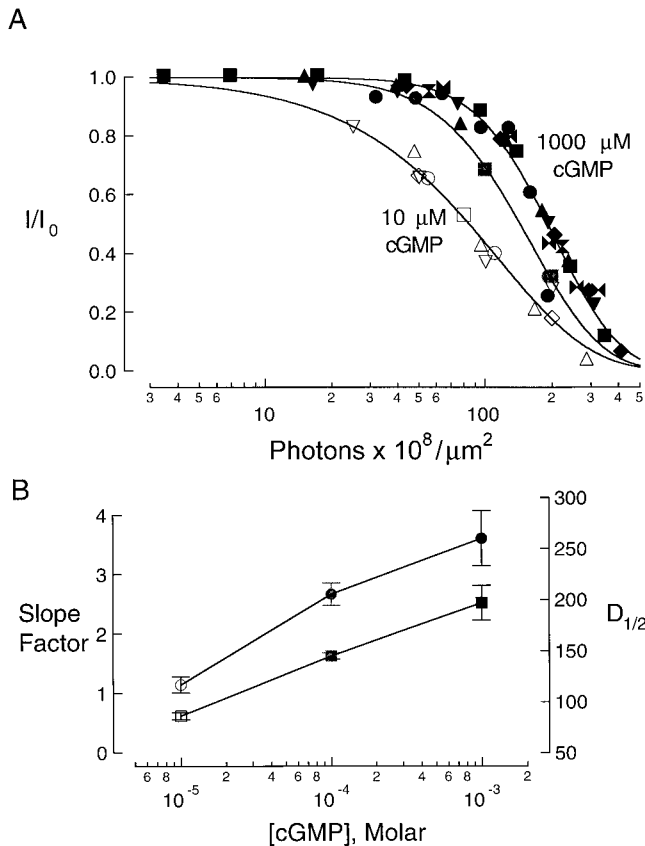 A
1.0
0.8
0.6
0.4
0.2
0.0
I/I0
1000 μM
cGMP
10 μM
cGMP
3 4 5 6 10 2 3 4 5 6 100 2 3 4 5
Photons x 10^8/μm^2
B
4
3
2
1
0
Slope
Factor
300
250
200
150
100
50
D1/2
6 8 10^-5 2 4 6 8 10^-4 2 4 6 8 10^-3 2
[cGMP], Molar